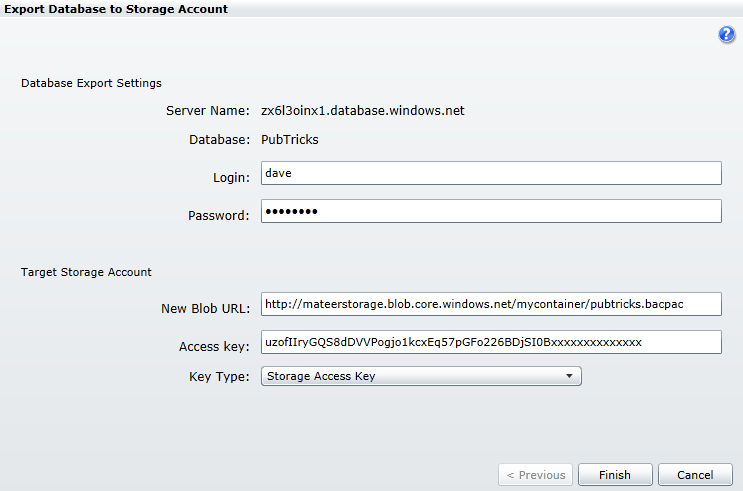 Export Database to Storage Account
?
Database Export Settings
Server Name: zx6l3oinx1.database.windows.net
Database: PubTricks
Login: dave
Password: ●●●●●●●●
Target Storage Account
New Blob URL: http://mateerstorage.blob.core.windows.net/mycontainer/pubtricks.bacpac
Access key: uzofIIryGQS8dDVVPogjo1kcxEq57pGFo226BDjSI0Bxxxxxxxxxxxxxx
Key Type: Storage Access Key
< Previous Finish Cancel